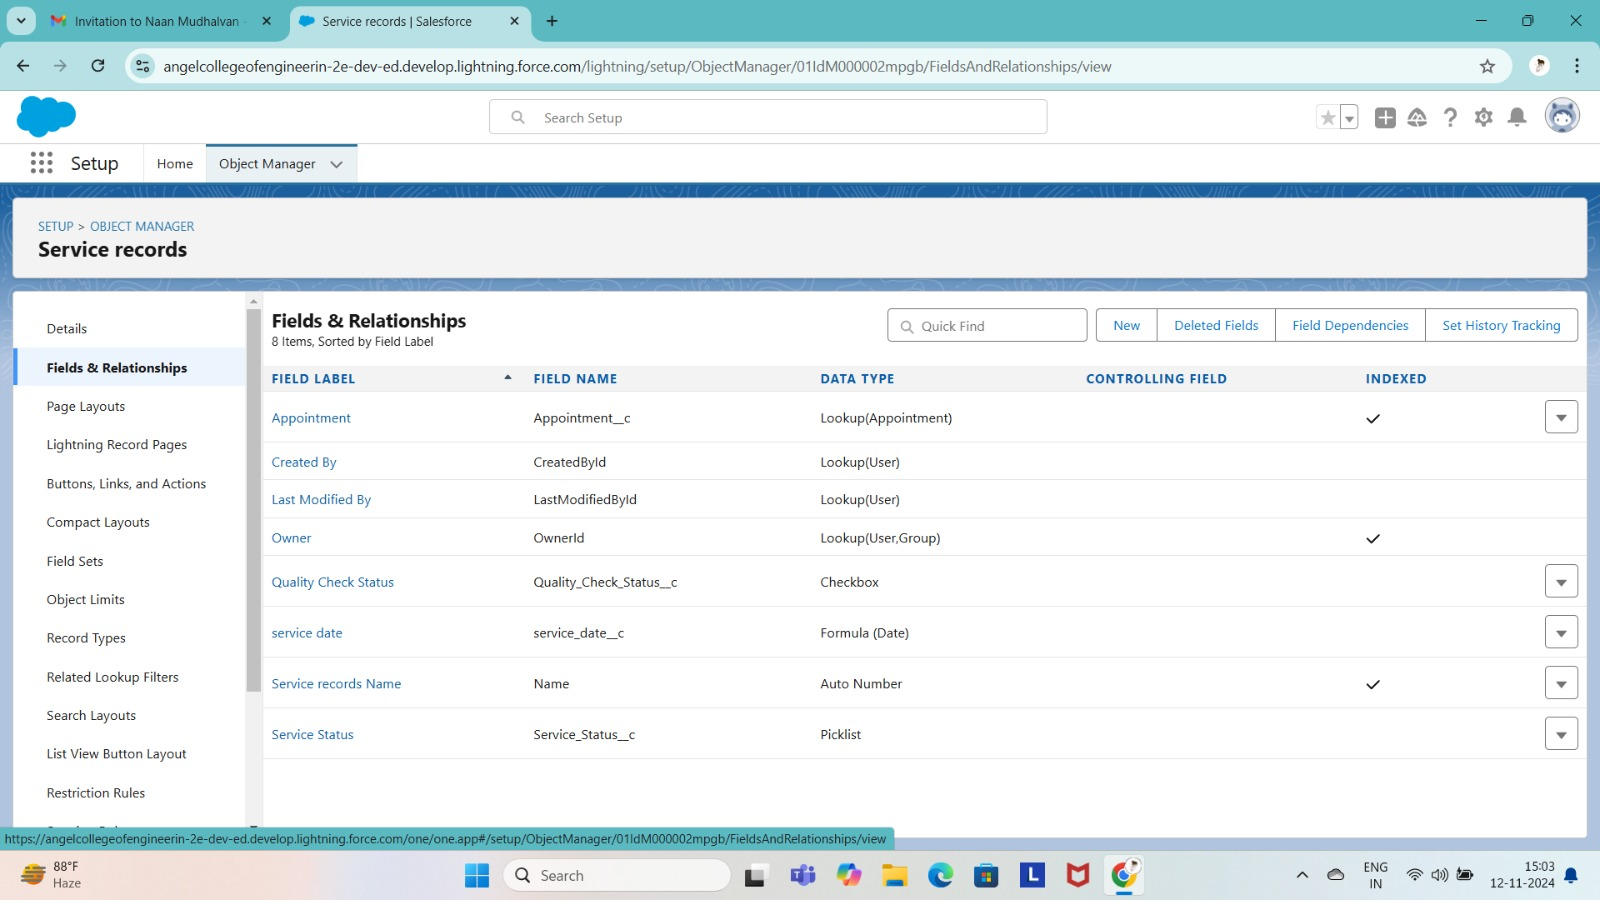 Invitation to Naan Mudhalvan
Service records | Salesforce
angelcollegeofengineerin-2e-dev-ed.develop.lightning.force.com/lightning/setup/ObjectManager/01IdM000002mpgb/FieldsAndRelationships/view
Search Setup
Setup
Home
Object Manager
SETUP > OBJECT MANAGER
Service records
Details
Fields & Relationships
Page Layouts
Lightning Record Pages
Buttons, Links, and Actions
Compact Layouts
Field Sets
Object Limits
Record Types
Related Lookup Filters
Search Layouts
List View Button Layout
Restriction Rules
Fields & Relationships
8 Items, Sorted by Field Label
Quick Find
New
Deleted Fields
Field Dependencies
Set History Tracking
FIELD LABEL FIELD NAME DATA TYPE CONTROLLING FIELD INDEXED
Appointment Appointment__c Lookup(Appointment)
Created By CreatedById Lookup(User)
Last Modified By LastModifiedById Lookup(User)
Owner OwnerId Lookup(User,Group)
Quality Check Status Quality_Check_Status__c Checkbox
service date service_date__c Formula (Date)
Service records Name Name Auto Number
Service Status Service_Status__c Picklist
https://angelcollegeofengineerin-2e-dev-ed.develop.lightning.force.com/one/one.app#/setup/ObjectManager/01IdM000002mpgb/FieldsAndRelationships/view
88°F
Haze
Search
L
ENG
IN
15:03
12-11-2024